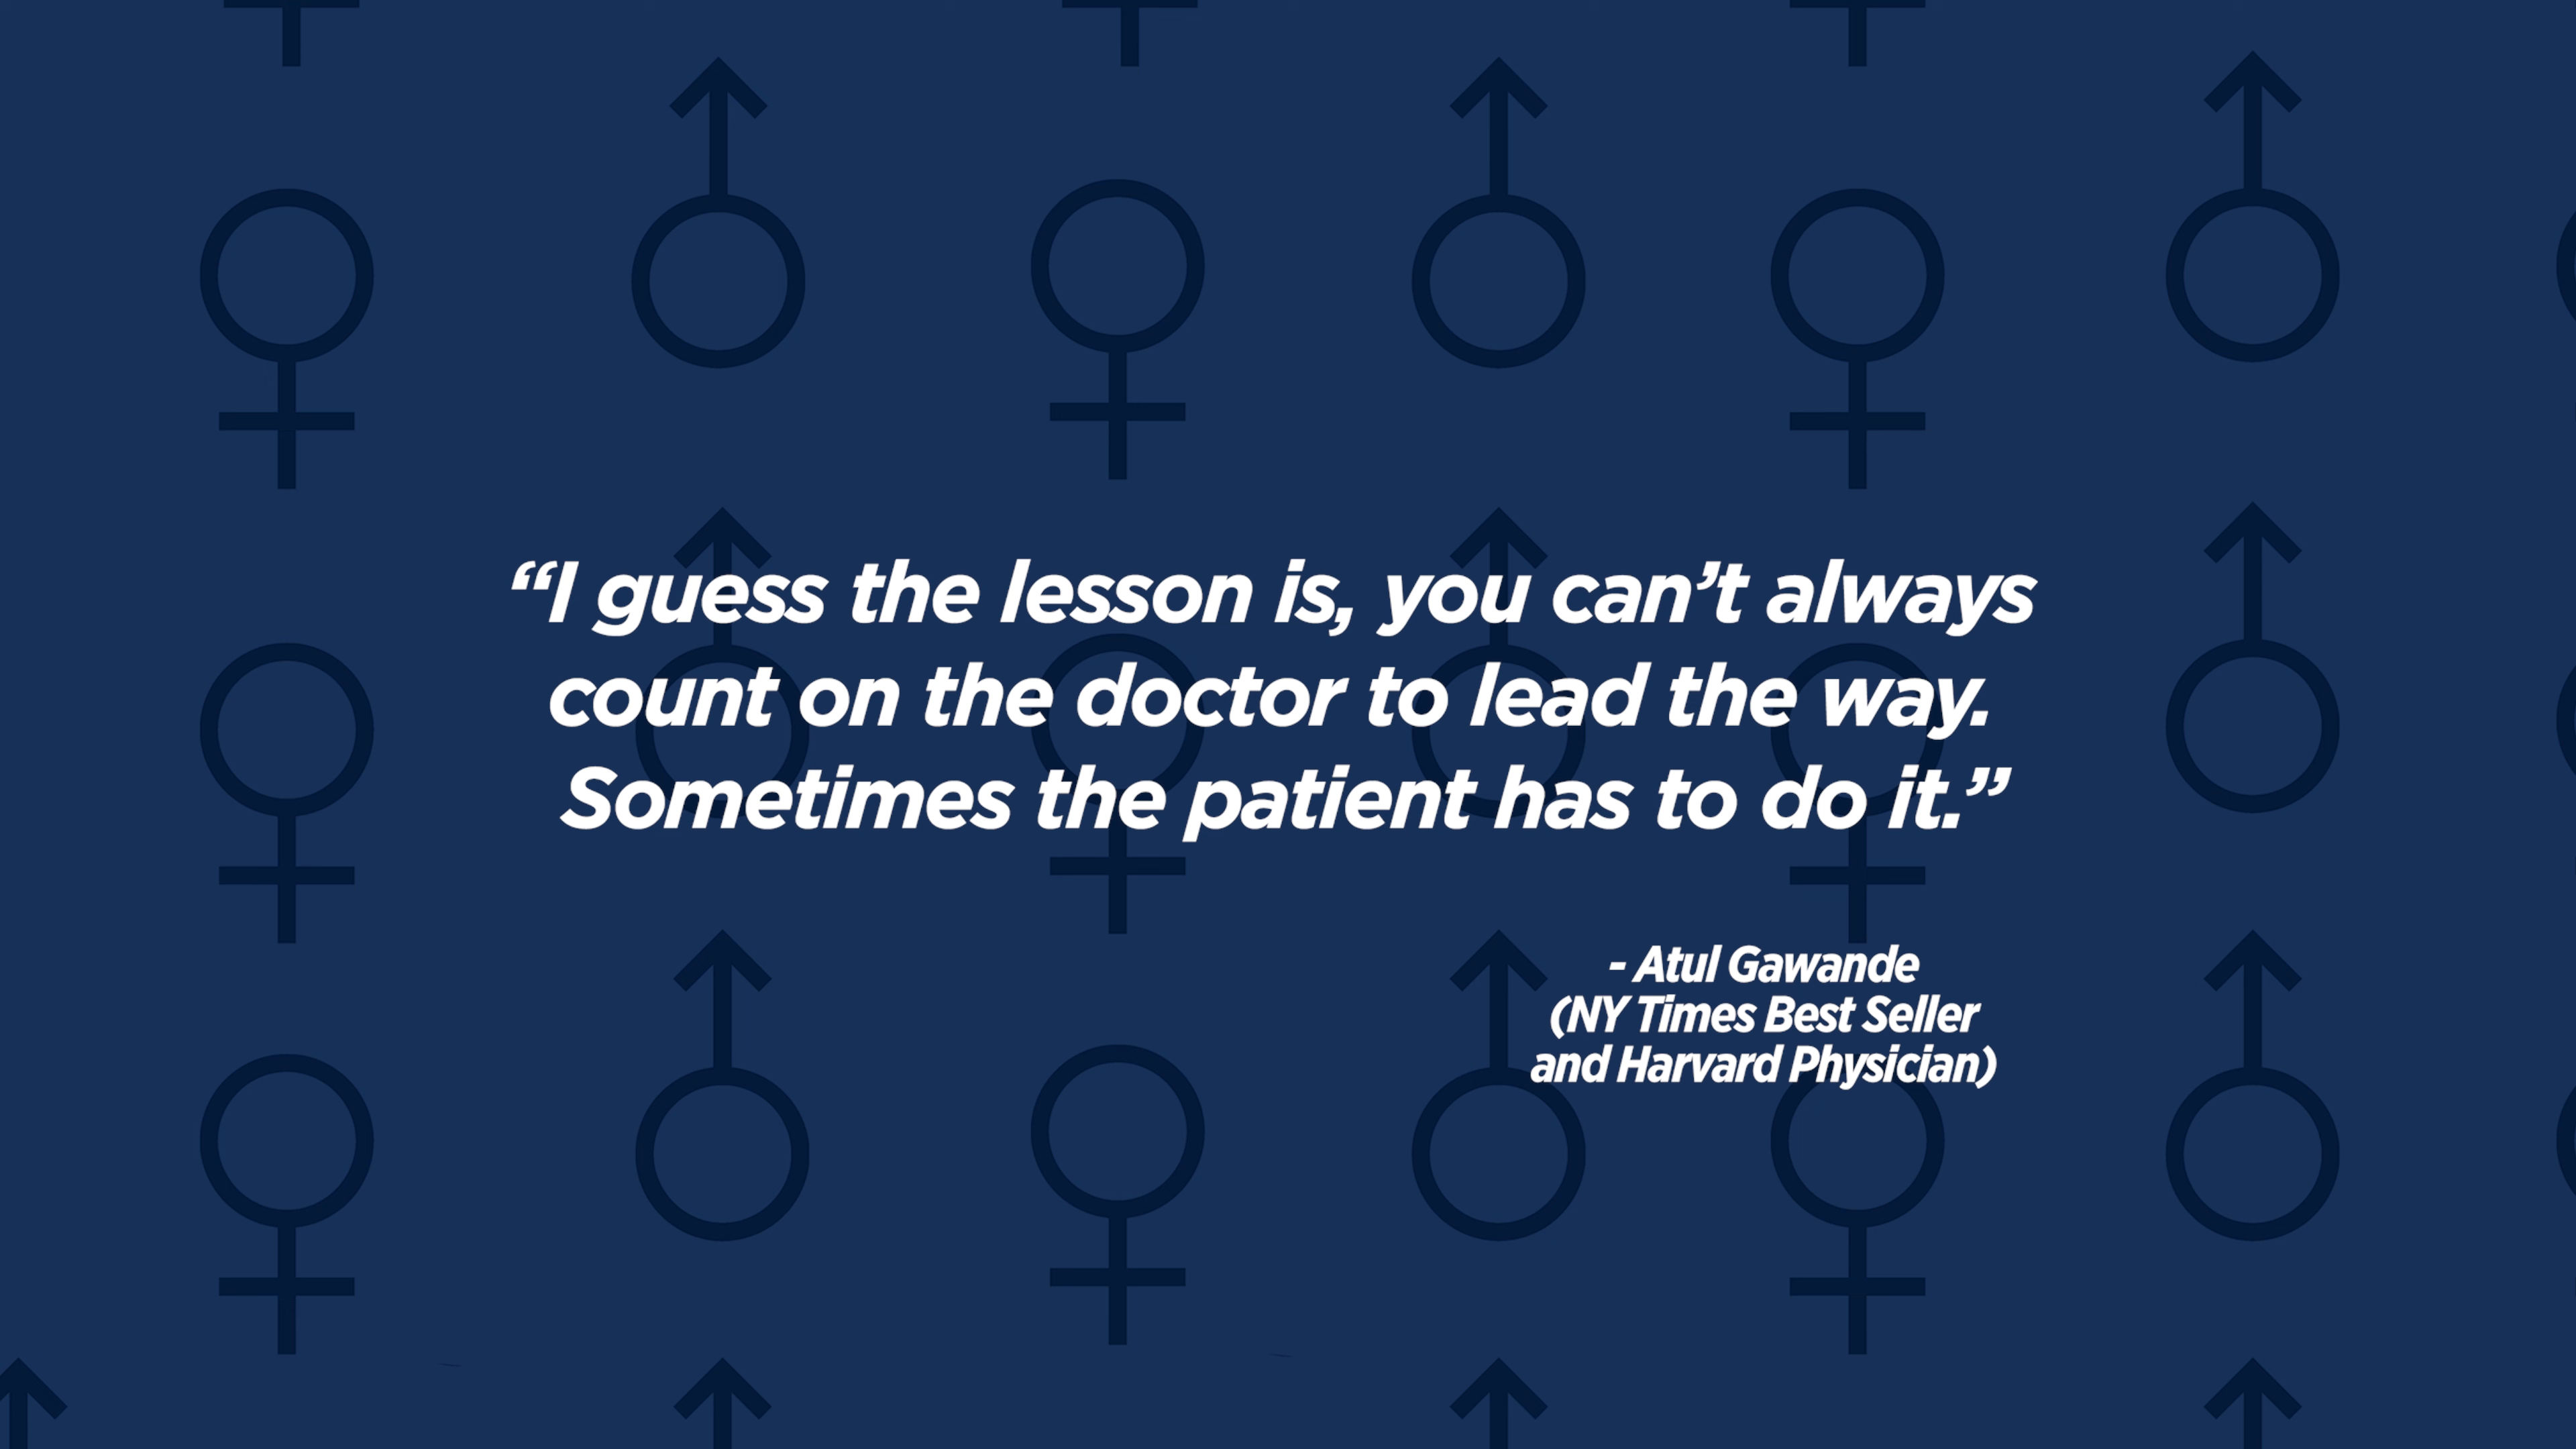 “I guess the lesson is, you can’t always
count on the doctor to lead the way.
Sometimes the patient has to do it.”
- Atul Gawande
(NY Times Best Seller
and Harvard Physician)